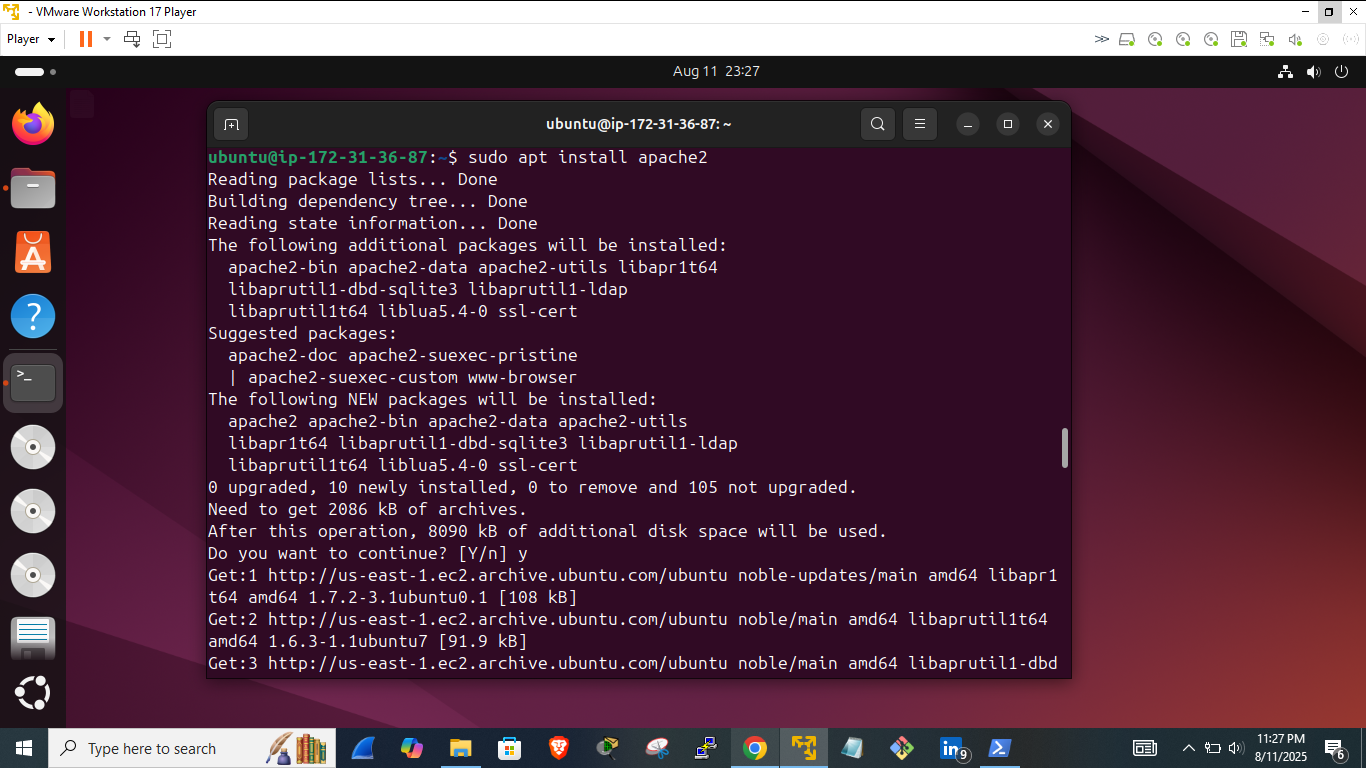 - VMware Workstation 17 Player
Player
Aug 11 23:27
ubuntu@ip-172-31-36-87: ~
ubuntu@ip-172-31-36-87:~$ sudo apt install apache2
Reading package lists... Done
Building dependency tree... Done
Reading state information... Done
The following additional packages will be installed:
  apache2-bin apache2-data apache2-utils libapr1t64
  libaprutil1-dbd-sqlite3 libaprutil1-ldap
  libaprutil1t64 liblua5.4-0 ssl-cert
Suggested packages:
  apache2-doc apache2-suexec-pristine
  | apache2-suexec-custom www-browser
The following NEW packages will be installed:
  apache2 apache2-bin apache2-data apache2-utils
  libapr1t64 libaprutil1-dbd-sqlite3 libaprutil1-ldap
  libaprutil1t64 liblua5.4-0 ssl-cert
0 upgraded, 10 newly installed, 0 to remove and 105 not upgraded.
Need to get 2086 kB of archives.
After this operation, 8090 kB of additional disk space will be used.
Do you want to continue? [Y/n] y
Get:1 http://us-east-1.ec2.archive.ubuntu.com/ubuntu noble-updates/main amd64 libapr1
t64 amd64 1.7.2-3.1ubuntu0.1 [108 kB]
Get:2 http://us-east-1.ec2.archive.ubuntu.com/ubuntu noble/main amd64 libaprutil1t64
amd64 1.6.3-1.1ubuntu7 [91.9 kB]
Get:3 http://us-east-1.ec2.archive.ubuntu.com/ubuntu noble/main amd64 libaprutil1-dbd
Type here to search
in 9
11:27 PM
8/11/2025
6